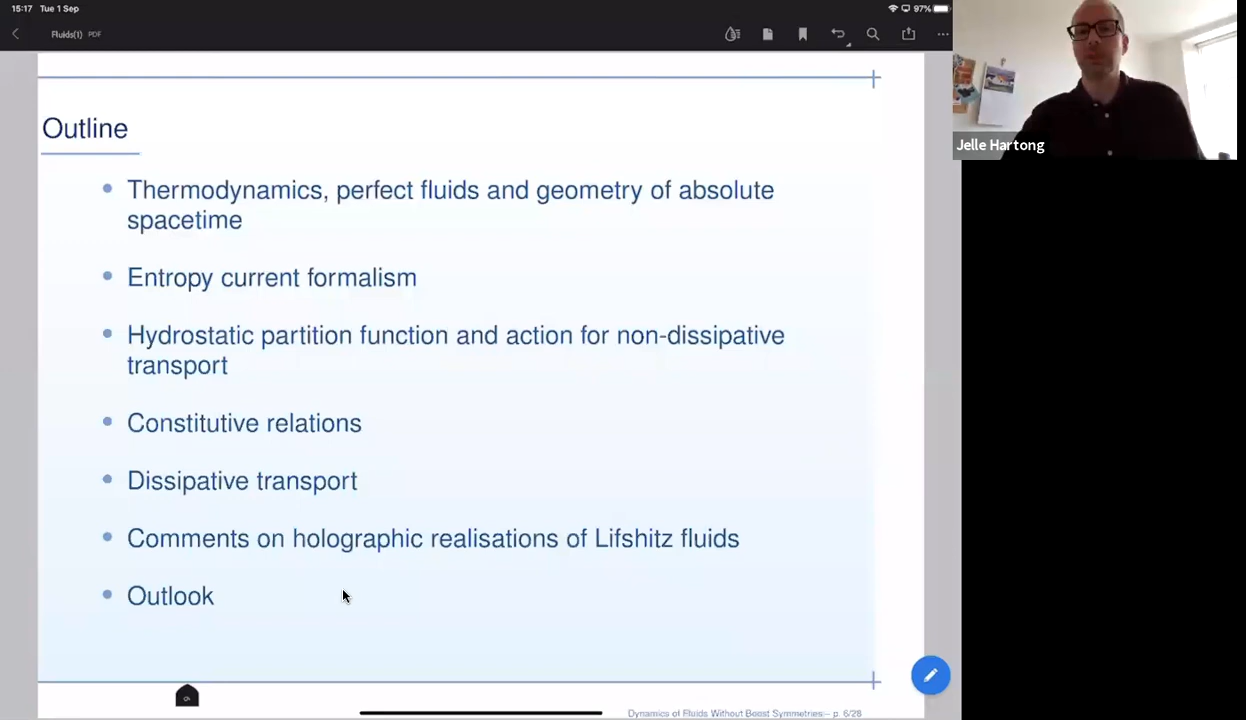 15:17 Tue 1 Sep
97%
Fluids(1) PDF
Outline
Thermodynamics, perfect fluids and geometry of absolute
spacetime
Entropy current formalism
Hydrostatic partition function and action for non-dissipative
transport
Constitutive relations
Dissipative transport
Comments on holographic realisations of Lifshitz fluids
Outlook
Dynamics of Fluids Without Boost Symmetries – p. 6/28
Jelle Hartong